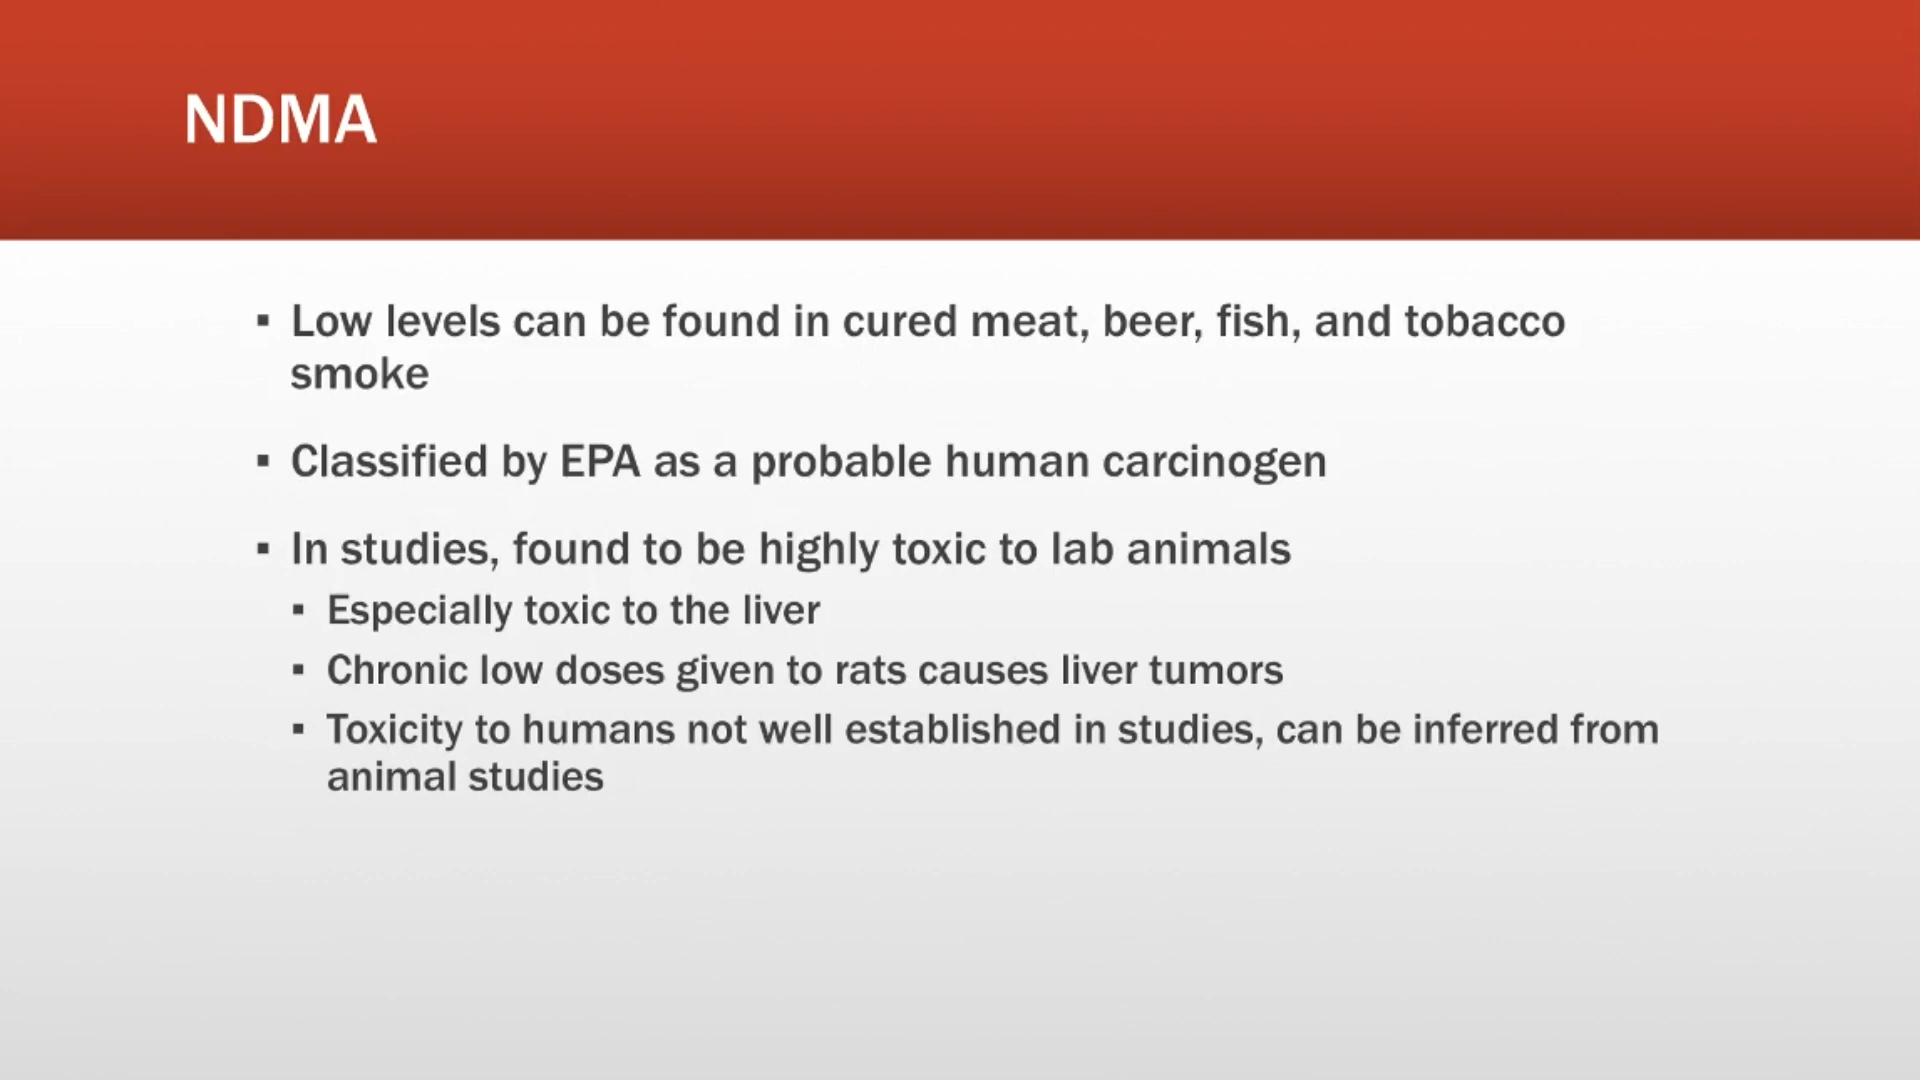 NDMA
▪ Low levels can be found in cured meat, beer, fish, and tobacco
smoke
▪ Classified by EPA as a probable human carcinogen
▪ In studies, found to be highly toxic to lab animals
▪ Especially toxic to the liver
▪ Chronic low doses given to rats causes liver tumors
▪ Toxicity to humans not well established in studies, can be inferred from
animal studies